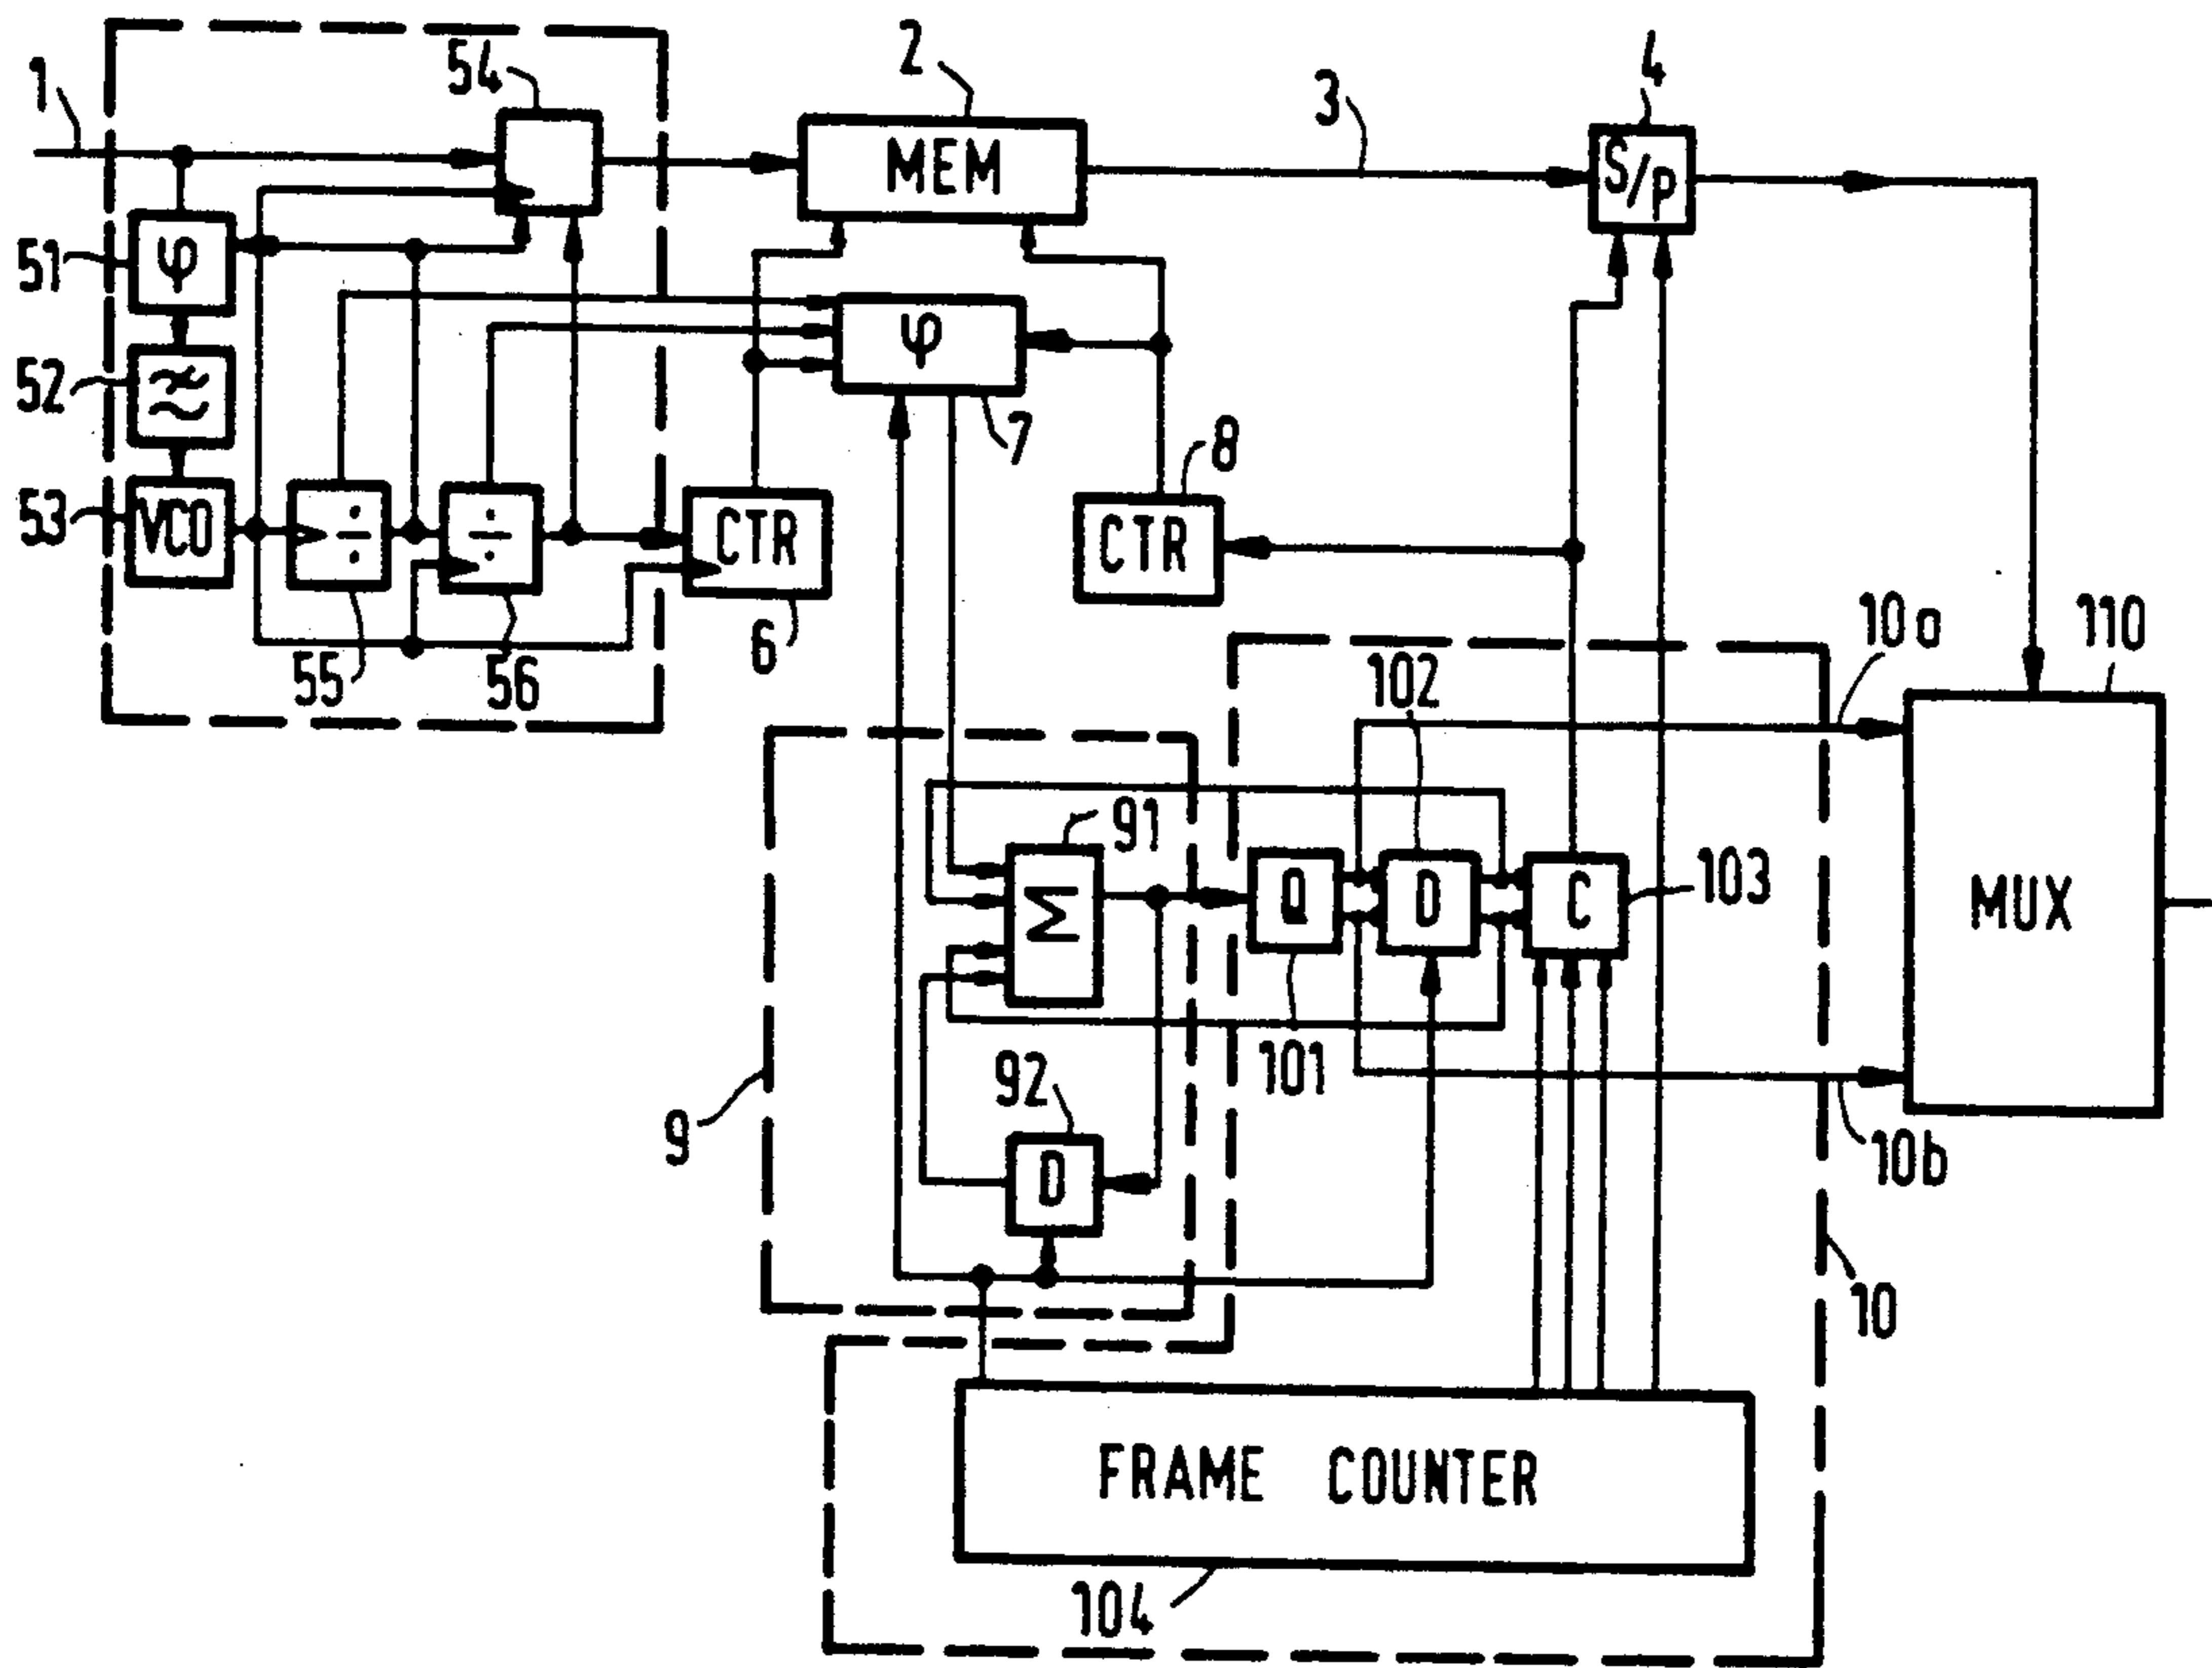 1
54
2
3
4
MEM
S/P
51
φ
φ
52
7
8
53
VCO
÷
÷
CTR
CTR
55
56
6
10a
110
102
91
Σ
Q
D
C
103
MUX
101
92
9
D
10b
10
FRAME COUNTER
104